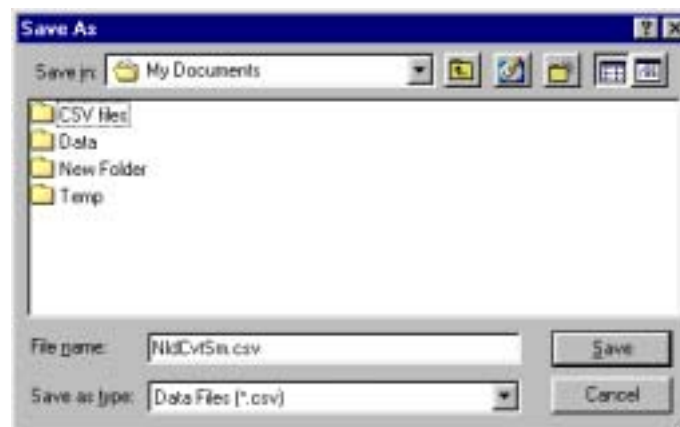 Save As
Save in: My Documents
CSV files
Data
New Folder
Temp
File name: NldCvtSm.csv Save
Save as type: Data Files (*.csv) Cancel